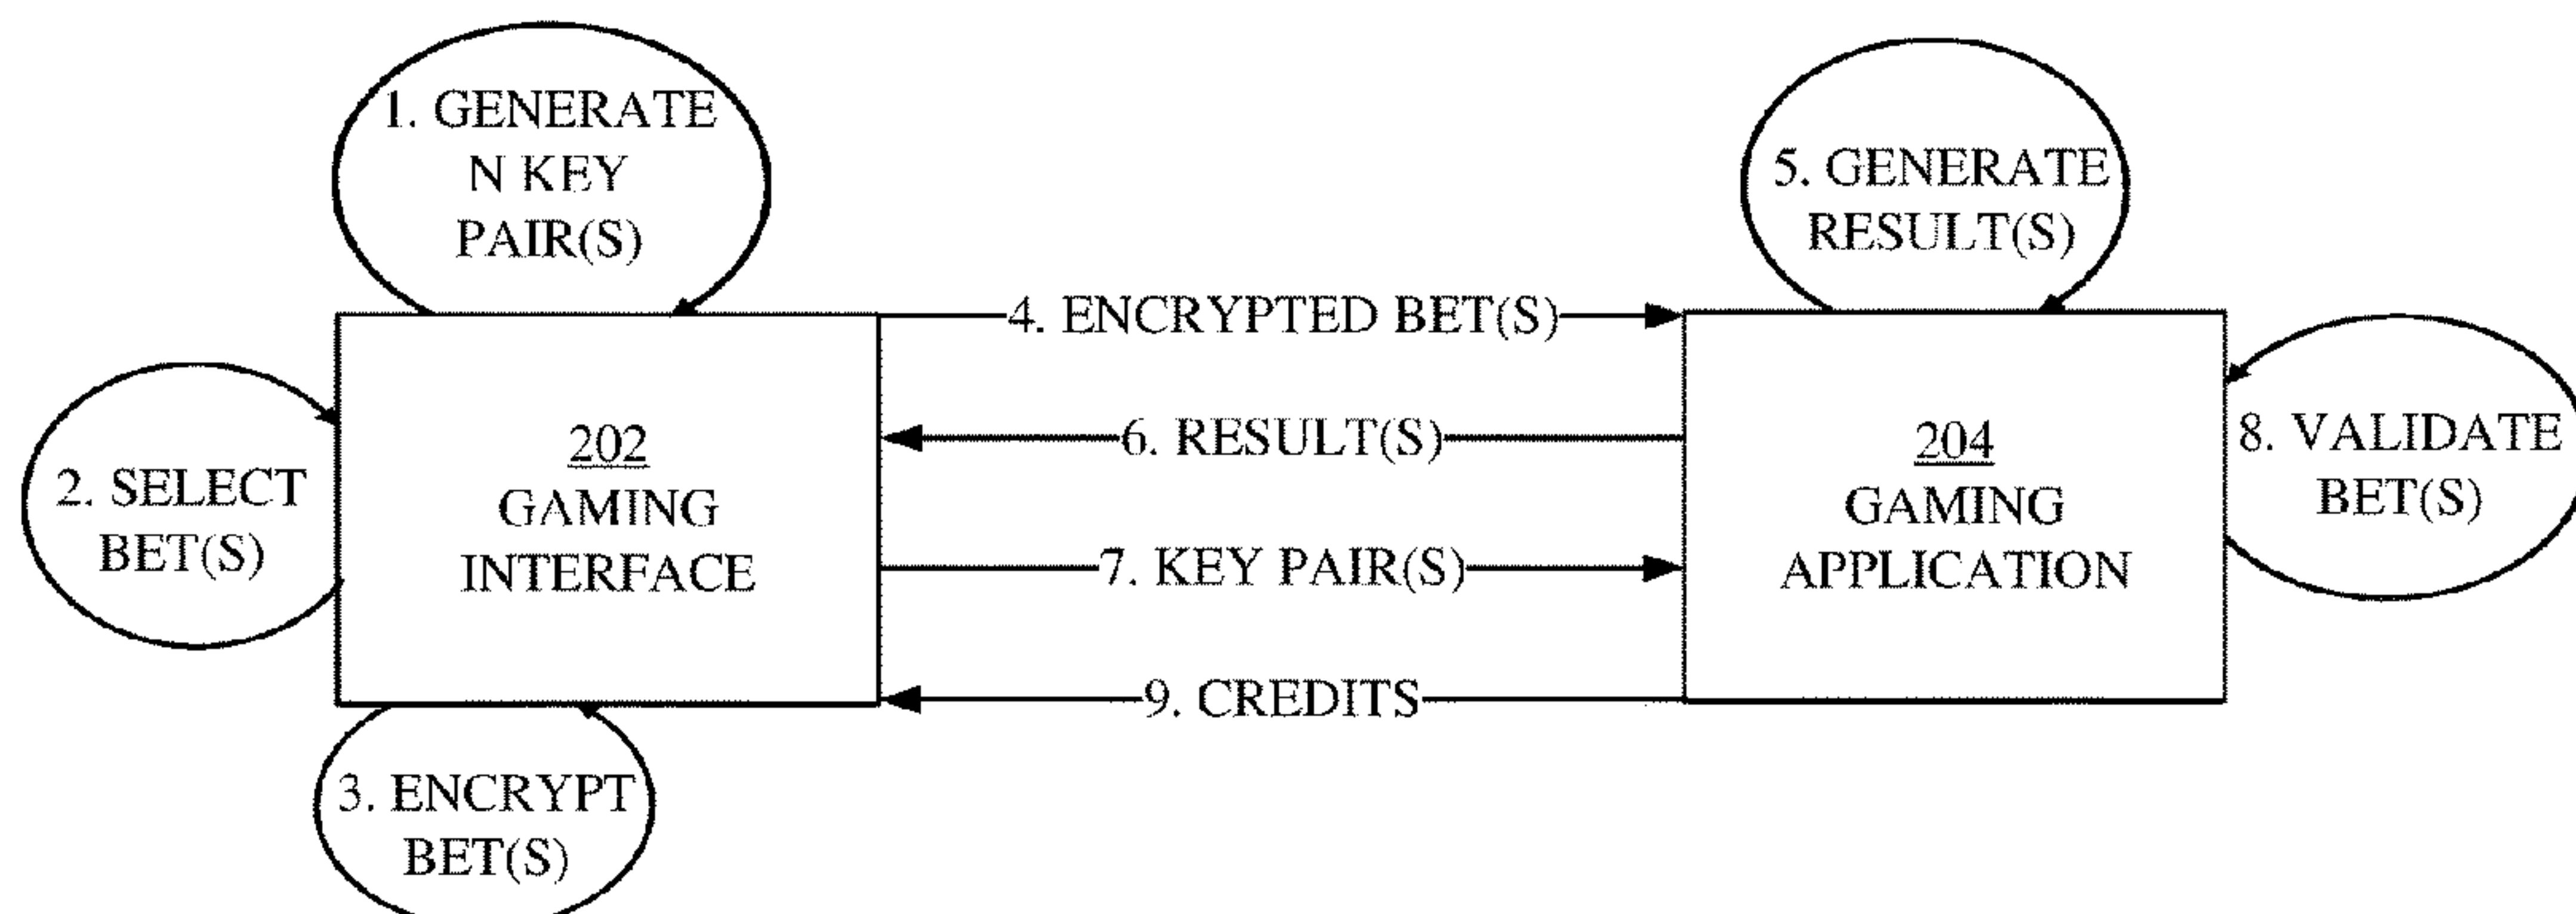 1. GENERATE
N KEY
PAIR(S)
2. SELECT
BET(S)
3. ENCRYPT
BET(S)
202
GAMING
INTERFACE
4. ENCRYPTED BET(S)
6. RESULT(S)
7. KEY PAIR(S)
9. CREDITS
5. GENERATE
RESULT(S)
204
GAMING
APPLICATION
8. VALIDATE
BET(S)